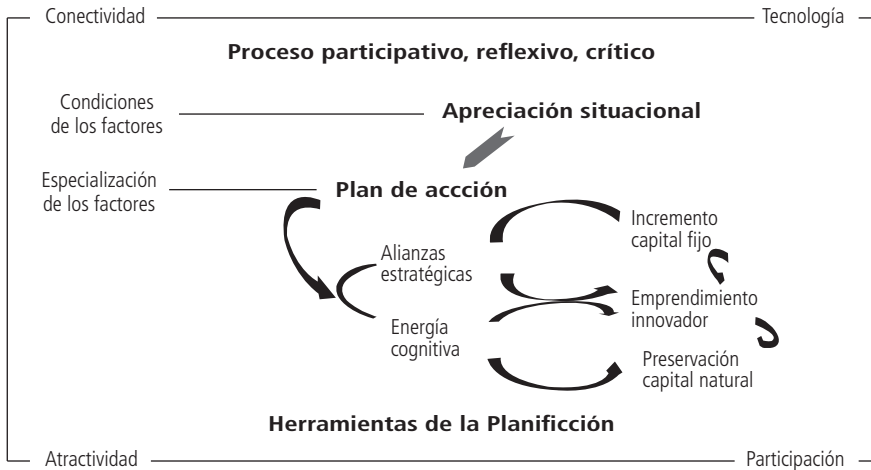 Conectividad
Tecnología
Proceso participativo, reflexivo, crítico
Condiciones
de los factores
Apreciación situacional
Especialización
de los factores
Plan de accción
Incremento
capital fijo
Alianzas
estratégicas
Emprendimiento
innovador
Energía
cognitiva
Preservación
capital natural
Herramientas de la Planificción
Atractividad
Participación